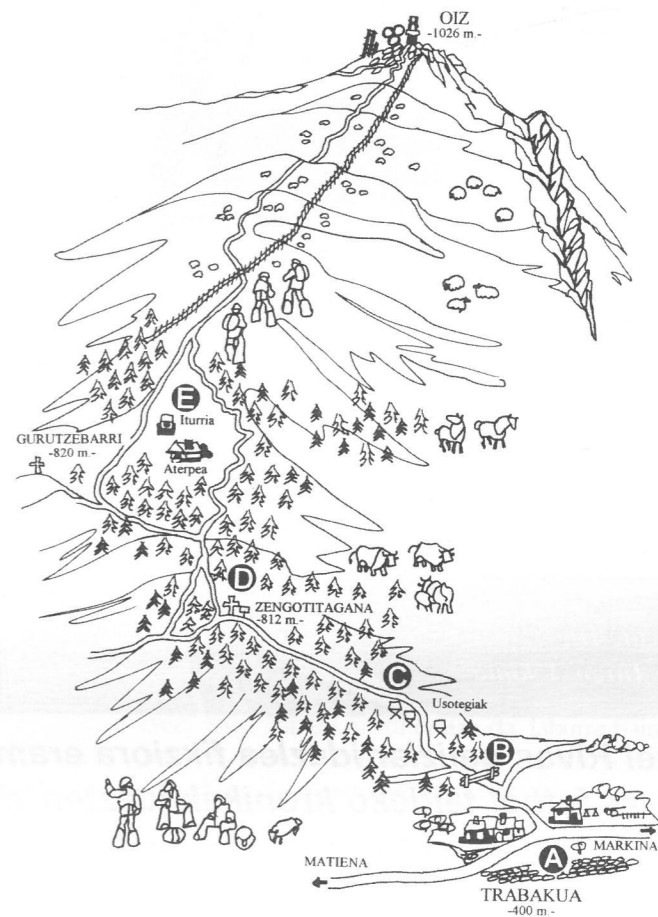 OIZ
-1026 m.-
E
Iturria
GURUTZEBARRI
-820 m.-
Aterpea
D
ZENGOTITAGANA
-812 m.-
C
Usotegiak
B
MARKINA
A
MATIENA
TRABAKUA
-400 m.-